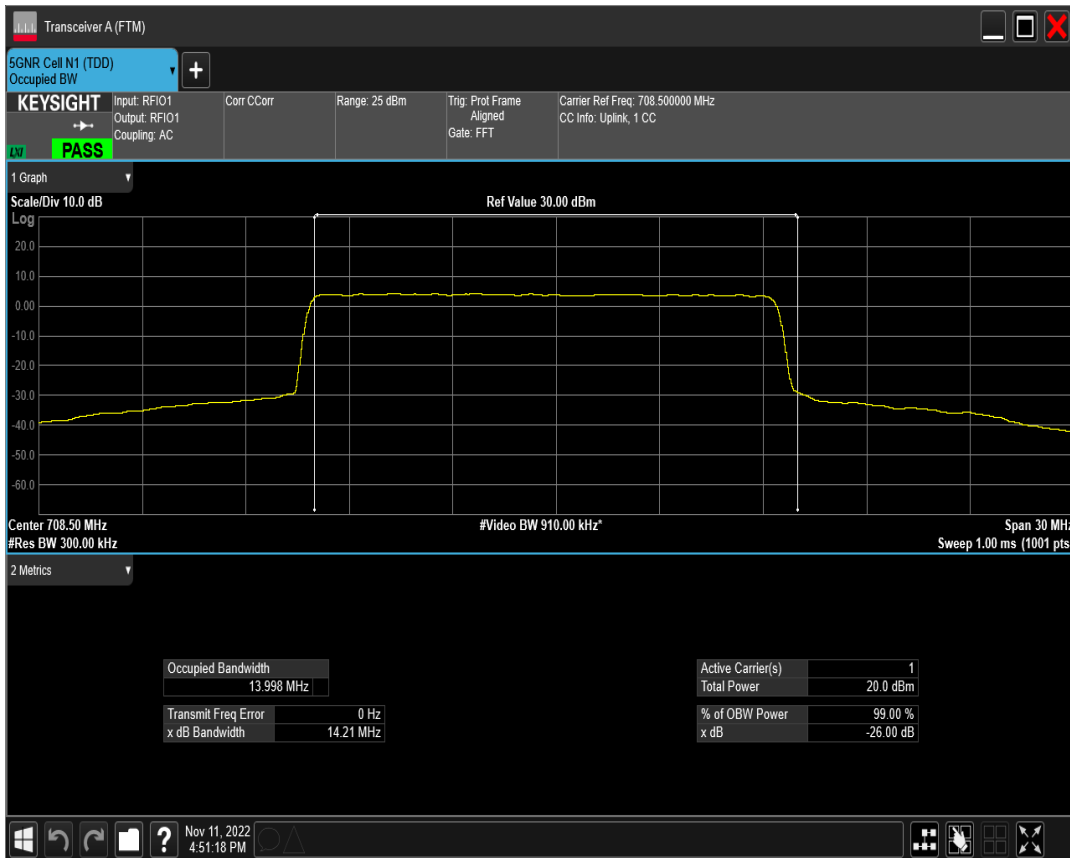 Transceiver A (FTM)
5GNR Cell N1 (TDD)
Occupied BW
+
KEYSIGHT
LXI
PASS
Input: RFIO1
Output: RFIO1
Coupling: AC
Corr CCorr
Range: 25 dBm
Trig: Prot Frame
Aligned
Gate: FFT
Carrier Ref Freq: 708.500000 MHz
CC Info: Uplink, 1 CC
1 Graph
Scale/Div 10.0 dB
Ref Value 30.00 dBm
Log
20.0
10.0
0.00
-10.0
-20.0
-30.0
-40.0
-50.0
-60.0
Center 708.50 MHz
#Video BW 910.00 kHz*
Span 30 MHz
#Res BW 300.00 kHz
Sweep 1.00 ms (1001 pts
2 Metrics
Occupied Bandwidth
13.998 MHz
Transmit Freq Error 0 Hz
x dB Bandwidth 14.21 MHz
Active Carrier(s) 1
Total Power 20.0 dBm
% of OBW Power 99.00 %
x dB -26.00 dB
?
Nov 11, 2022
4:51:18 PM